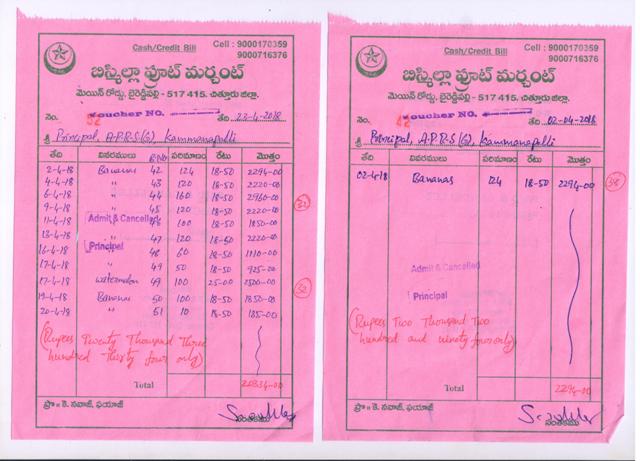 Cash/Credit Bill
Cell : 9000170359
9000716376
బిస్మిల్లా ఫ్రూట్ మర్చంట్
మెయిన్ రోడ్డు, బైరెడ్డిపల్లి - 517 415. చిత్తూరు జిల్లా.
నెం. 52 Voucher NO. తేది 23-4-2018
శ్రీ Principal, A.P.R.S (G), Kammanapalli
తేది వివరములు B.No పరిమాణం రేటు మొత్తం
2-4-18 Bananas 42 124 18-50 2294-00
4-4-18 " 43 120 18-50 2220-00
6-4-18 " 44 160 18-50 2960-00
9-4-18 " 45 120 18-50 2220-00
11-4-18 Admit & Cancelled 46 100 18-50 1850-00
13-4-18 " 47 120 18-50 2220-00
Principal
16-4-18 48 60 18-50 1110-00
17-4-18 " 49 50 18-50 925-00
17-4-18 watermelon 49 100 25-00 2500-00
19-4-18 Bananas 50 100 18-50 1850-00
20-4-18 " 51 10 18-50 185-00
(Rupees Twenty Thousand Three
hundred Thirty four only)
Total 20334-00
ప్రొ॥ కె. నవాజ్, ఫయాజ్
సంతకము
Cash/Credit Bill
Cell : 9000170359
9000716376
బిస్మిల్లా ఫ్రూట్ మర్చంట్
మెయిన్ రోడ్డు, బైరెడ్డిపల్లి - 517 415. చిత్తూరు జిల్లా.
నెం. 42 Voucher NO. తేది 02-04-2018
శ్రీ Principal, A.P.R.S (G), Kammanapalli
తేది వివరములు పరిమాణం రేటు మొత్తం
02-4-18 Bananas 124 18-50 2294-00
38
Admit & Cancelled
Principal
(Rupees Two Thousand Two
hundred and ninety four only)
Total 2294-00
ప్రొ॥ కె. నవాజ్, ఫయాజ్
సంతకము